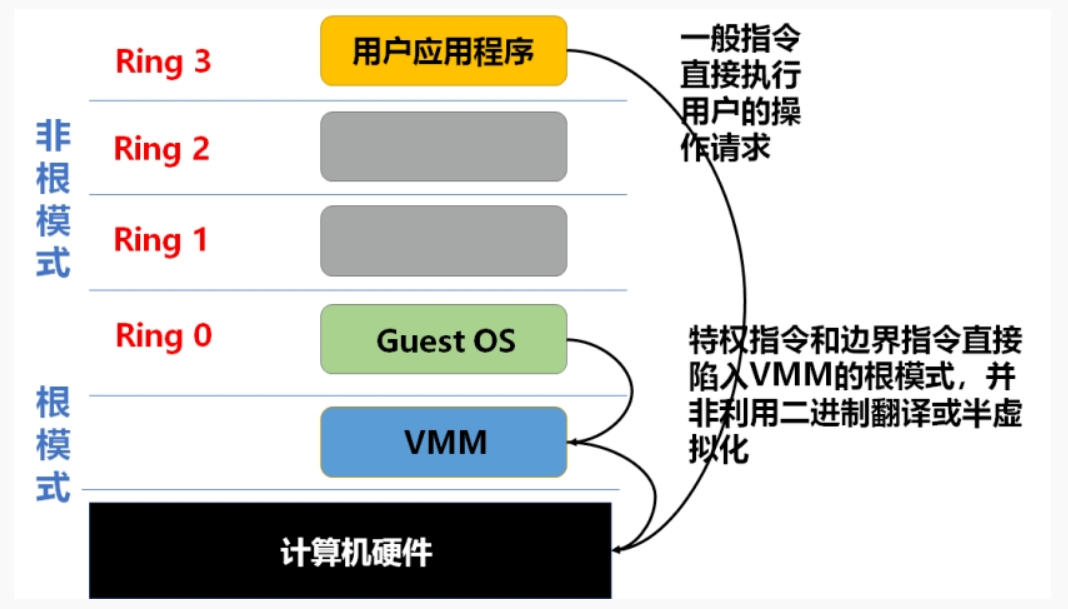 Ring 3
用户应用程序
一般指令
直接执行
用户的操
作请求
非
根
模
式
Ring 2
Ring 1
Ring 0
Guest OS
特权指令和边界指令直接
陷入VMM的根模式，并
非利用二进制翻译或半虚
拟化
根
模
式
VMM
计算机硬件